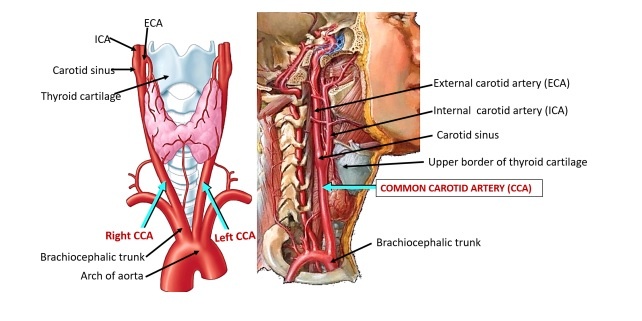 ECA
ICA
Carotid sinus
Thyroid cartilage
Right CCA
Left CCA
Brachiocephalic trunk
Arch of aorta
External carotid artery (ECA)
Internal carotid artery (ICA)
Carotid sinus
Upper border of thyroid cartilage
COMMON CAROTID ARTERY (CCA)
Brachiocephalic trunk